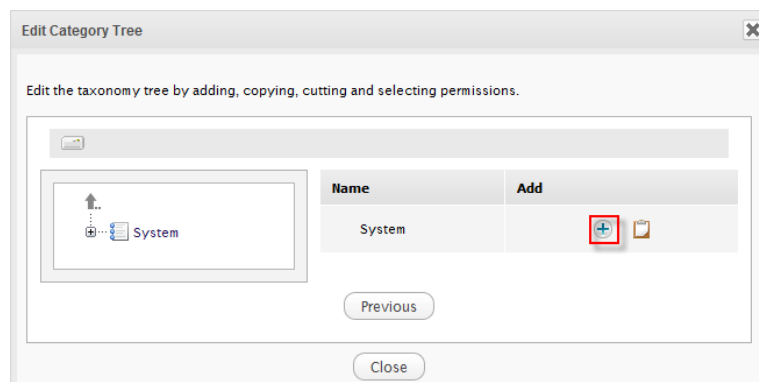 Edit Category Tree
Edit the taxonomy tree by adding, copying, cutting and selecting permissions.
Name Add
..
System
System
Previous
Close